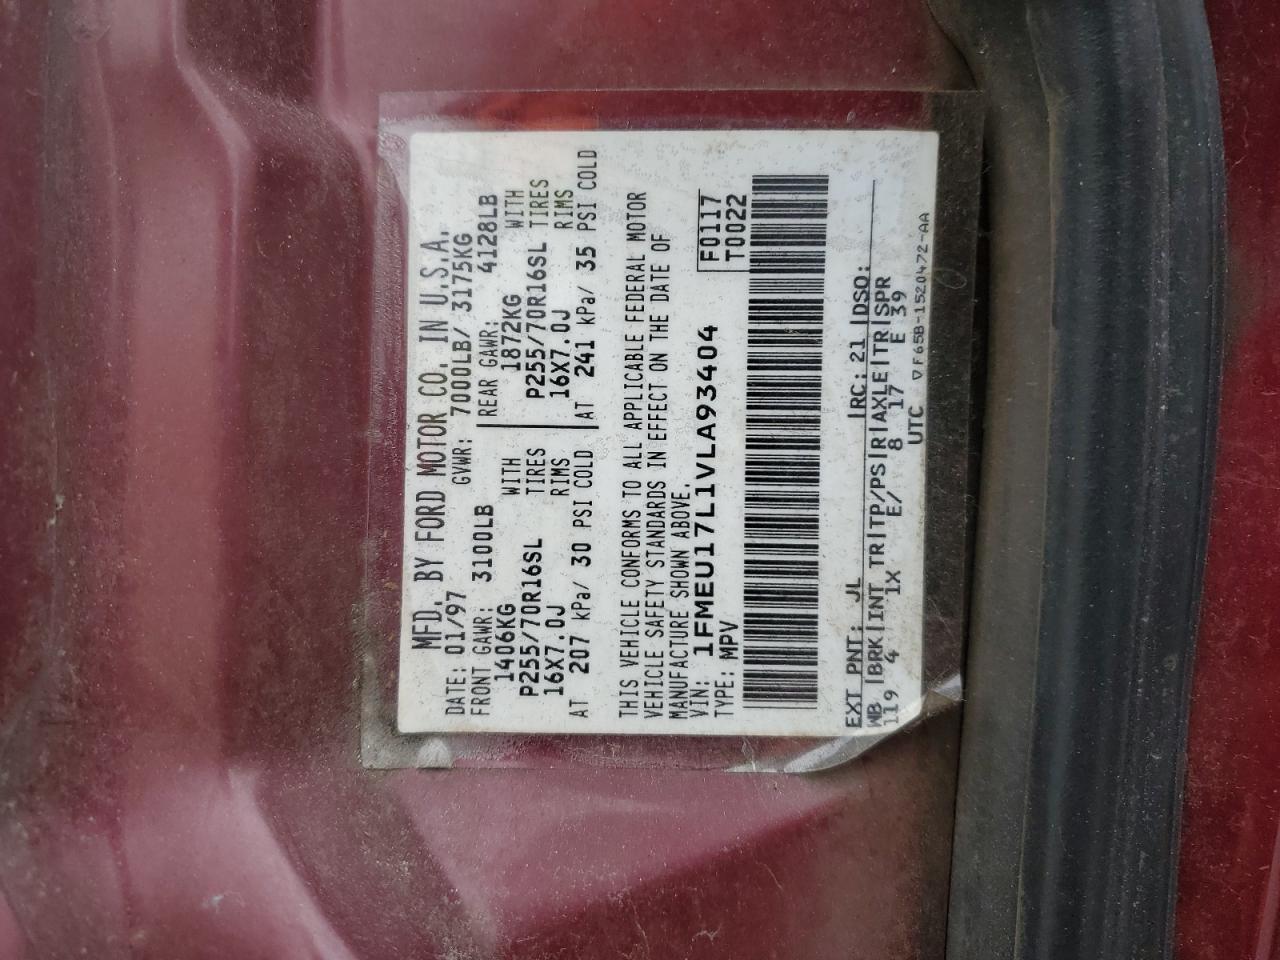 MFD. BY FORD MOTOR CO. IN U.S.A.
DATE: 01/97 GVWR: 7000LB/ 3175KG
FRONT GAWR: 3100LB REAR GAWR: 4128LB
1406KG WITH 1872KG WITH
P255/70R16SL TIRES P255/70R16SL TIRES
16X7.0J RIMS 16X7.0J RIMS
AT 207 kPa/ 30 PSI COLD AT 241 kPa/ 35 PSI COLD
THIS VEHICLE CONFORMS TO ALL APPLICABLE FEDERAL MOTOR
VEHICLE SAFETY STANDARDS IN EFFECT ON THE DATE OF
MANUFACTURE SHOWN ABOVE.
VIN: 1FMEU17L1VLA93404 F0117
TYPE: MPV T0022
EXT PNT: JL RC: 21 DSO:
WB BRK INT TR TP/PS R AXLE TR SPR
119 4 1X E/ 8 17 E 39
UTC ▽F65B-1520472-AA